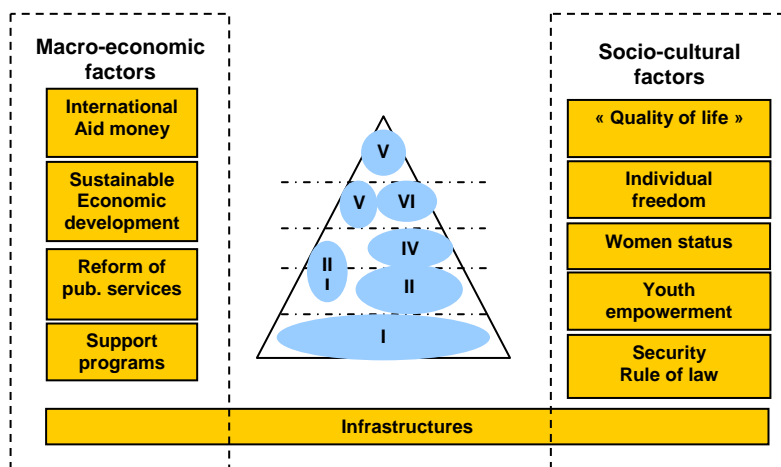 Macro-economic
factors
International
Aid money
Sustainable
Economic
development
Reform of
pub. services
Support
programs
V
V
VI
IV
II
I
II
I
Socio-cultural
factors
« Quality of life »
Individual
freedom
Women status
Youth
empowerment
Security
Rule of law
Infrastructures